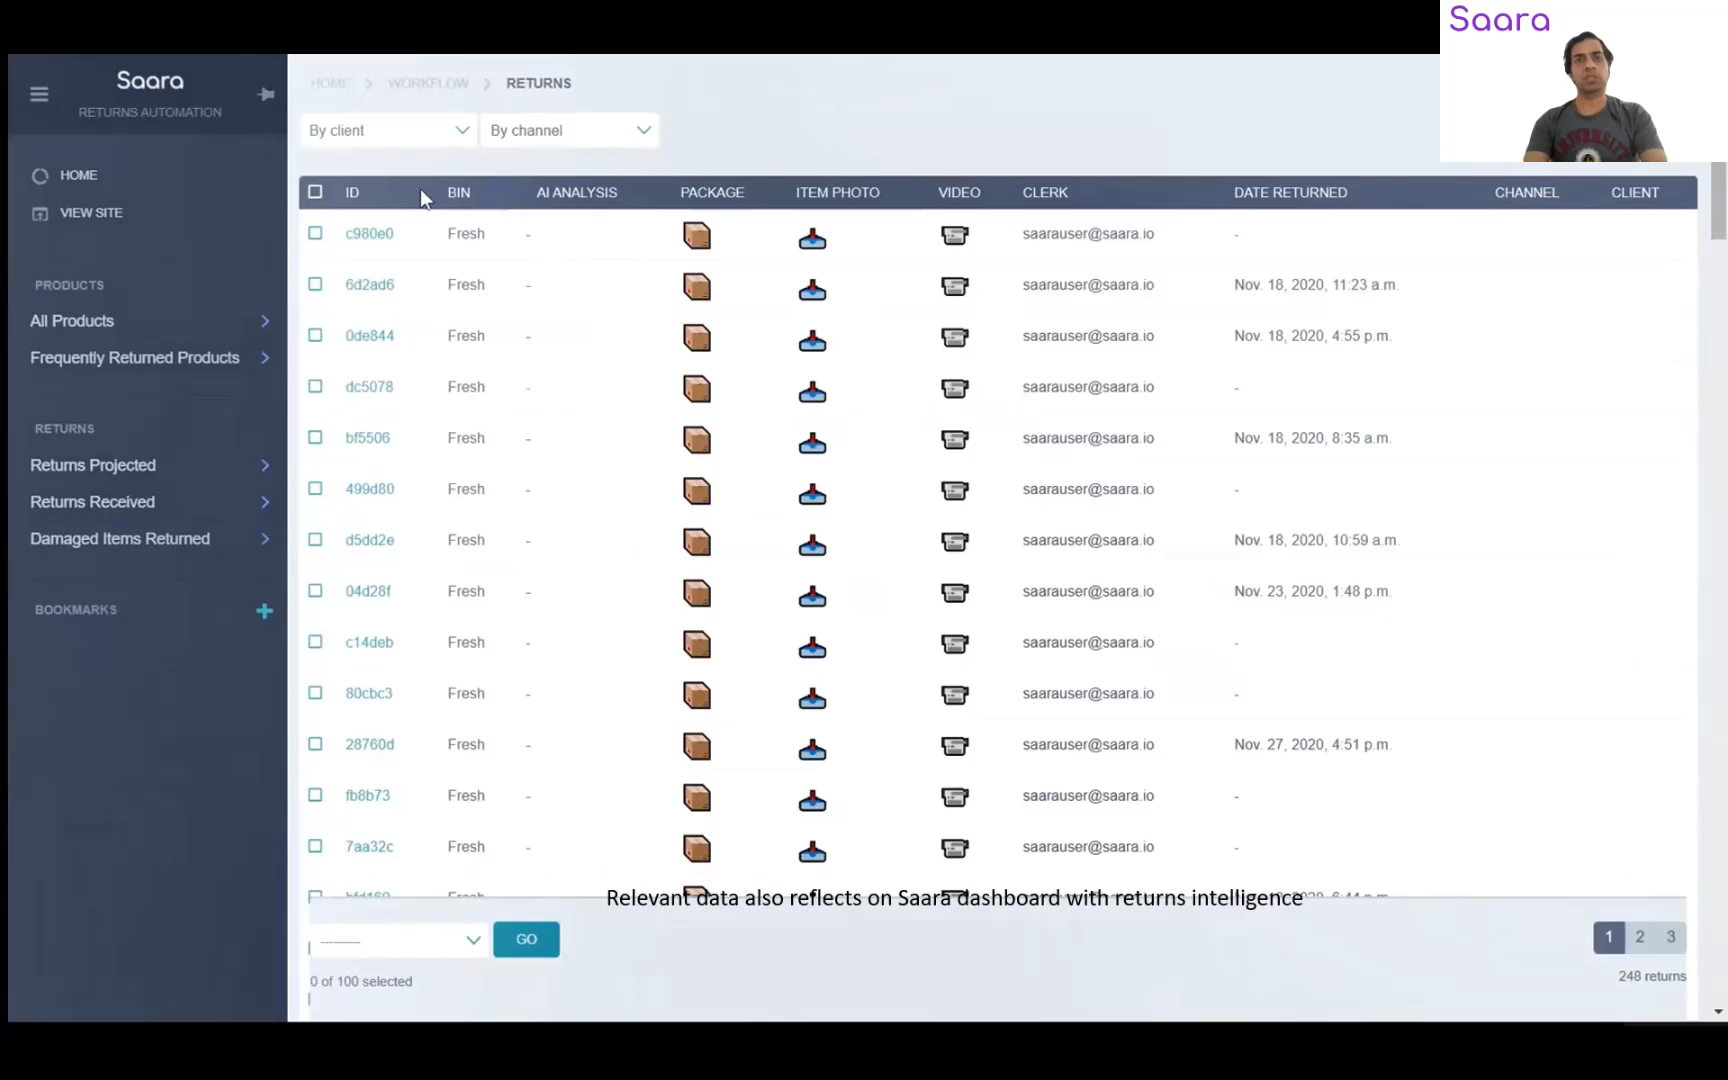 Saara
Saara
RETURNS AUTOMATION
HOME
VIEW SITE
PRODUCTS
All Products
Frequently Returned Products
RETURNS
Returns Projected
Returns Received
Damaged Items Returned
BOOKMARKS
HOME > WORKFLOW > RETURNS
By client By channel
ID BIN AI ANALYSIS PACKAGE ITEM PHOTO VIDEO CLERK DATE RETURNED CHANNEL CLIENT
c980e0 Fresh - saarauser@saara.io -
6d2ad6 Fresh - saarauser@saara.io Nov. 18, 2020, 11:23 a.m.
0de844 Fresh - saarauser@saara.io Nov. 18, 2020, 4:55 p.m.
dc5078 Fresh - saarauser@saara.io -
bf5506 Fresh - saarauser@saara.io Nov. 18, 2020, 8:35 a.m.
499d80 Fresh - saarauser@saara.io -
d5dd2e Fresh - saarauser@saara.io Nov. 18, 2020, 10:59 a.m.
04d28f Fresh - saarauser@saara.io Nov. 23, 2020, 1:48 p.m.
c14deb Fresh - saarauser@saara.io -
80cbc3 Fresh - saarauser@saara.io -
28760d Fresh - saarauser@saara.io Nov. 27, 2020, 4:51 p.m.
fb8b73 Fresh - saarauser@saara.io -
7aa32c Fresh - saarauser@saara.io -
Relevant data also reflects on Saara dashboard with returns intelligence
--------- GO
1 2 3
0 of 100 selected
248 returns